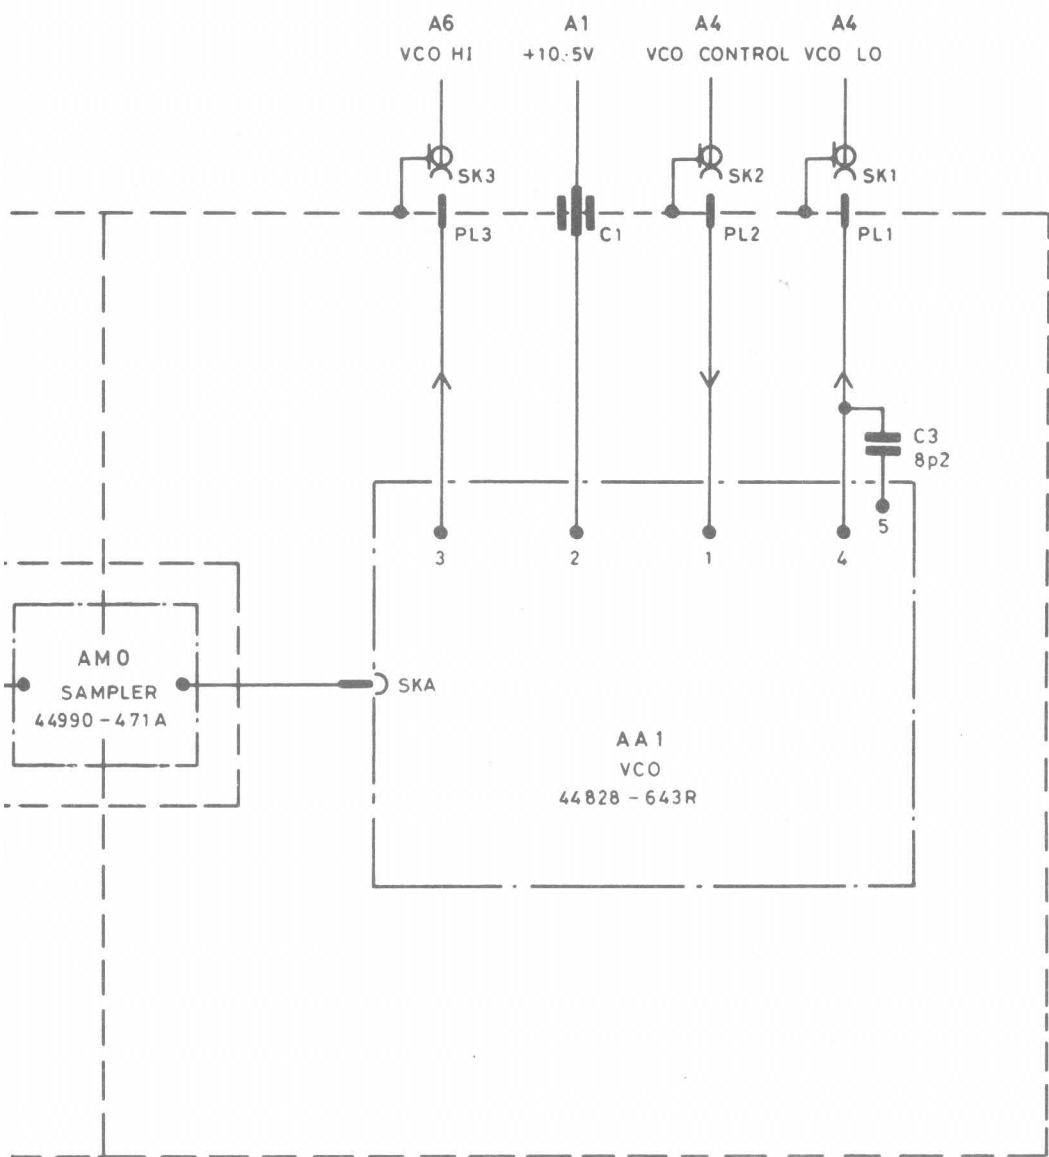 A6 A1 A4 A4
VCO HI +10.5V VCO CONTROL VCO LO
SK3 SK2 SK1
PL3 C1 PL2 PL1
C3
8p2
5
3 2 1 4
AM0
SAMPLER
44990-471A
SKA
AA1
VCO
44828-643R